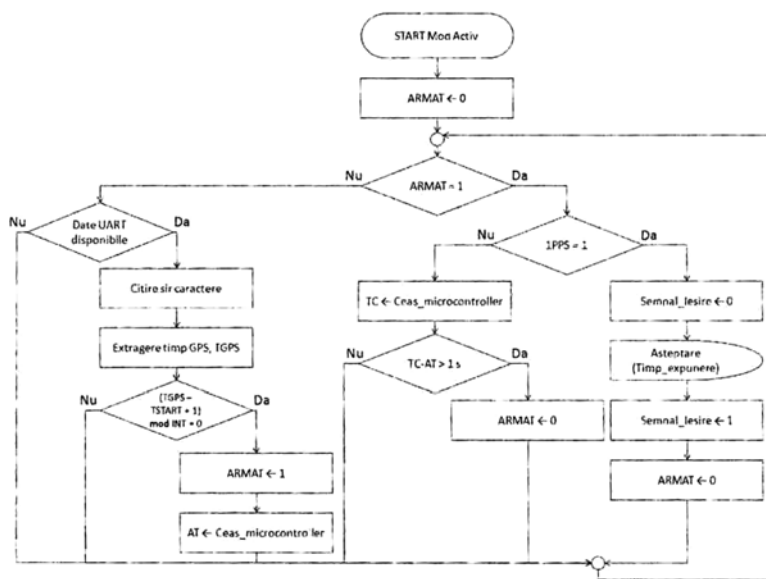 START Mod Activ
ARMAT ← 0
ARMAT = 1
Nu
Da
Date UART
disponibile
Nu
Da
1PPS = 1
Nu
Da
Citire sir caractere
TC ← Ceas_microcontroller
Semnal_Iesire ← 0
Extragere timp GPS, TGPS
TC-AT > 1 s
Nu
Da
Asteptare
(Timp_expunere)
(TGPS –
TSTART + 1)
mod INT = 0
Nu
Da
ARMAT ← 0
Semnal_Iesire ← 1
ARMAT ← 1
ARMAT ← 0
AT ← Ceas_microcontroller